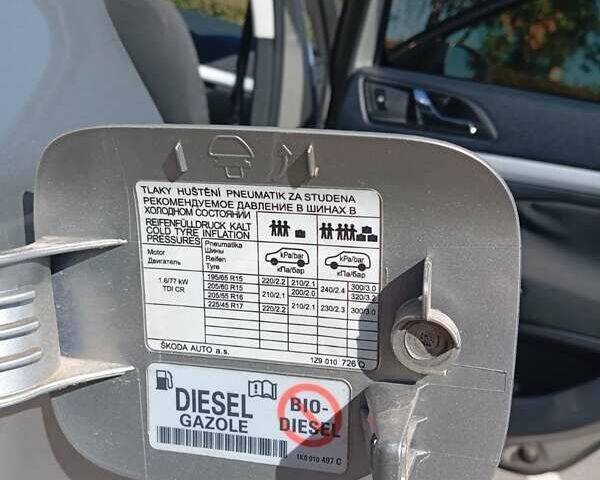 TLAKY HUŠTĚNÍ PNEUMATIK ZA STUDENA
РЕКОМЕНДУЕМОЕ ДАВЛЕНИЕ В ШИНАХ В
ХОЛОДНОМ СОСТОЯНИИ
REIFENFÜLLDRUCK KALT
COLD TYRE INFLATION
PRESSURES
Motor
Двигатель
Pneumatika
Шины
Reifen
Tyre
kPa/bar
кПа/бар
kPa/bar
кПа/бар
1.6/77 kW
TDI CR
195/65 R15 220/2.2 210/2.1 240/2.4 300/3.0
205/60 R15 210/2.1 200/2.0
205/55 R16 210/2.1 320/3.2
225/45 R17 220/2.2 210/2.1 230/2.3 300/3.0
ŠKODA AUTO a.s. 1Z9 010 726 Q
DIESEL
GAZOLE
BIO-
DIESEL
1K0 010 497 C